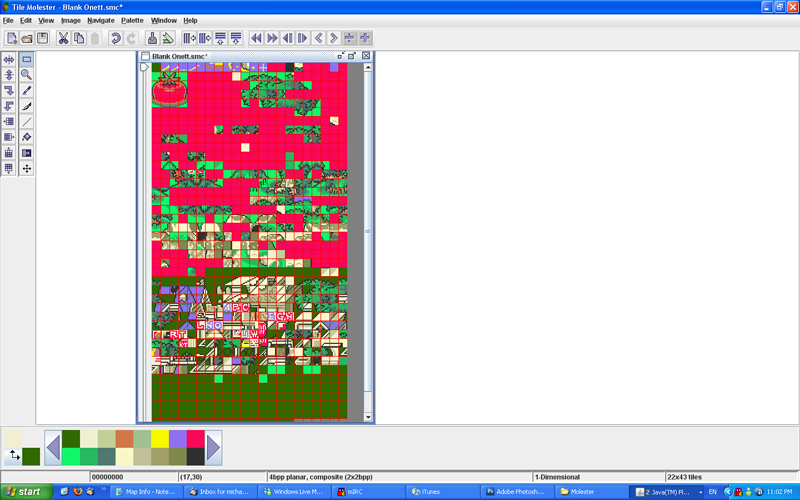 Tile Molester - Blank Onett.smc*
File Edit View Image Navigate Palette Window Help
Blank Onett.smc*
00000000 (17,30) 4bpp planar, composite (2x2bpp) 1-Dimensional 22x43 tiles
start Map Info - Note... Inbox for micha... Windows Live M... mIRC iTunes Adobe Photosh... Molester 2 Java(TM) Pl... EN 11:02 PM